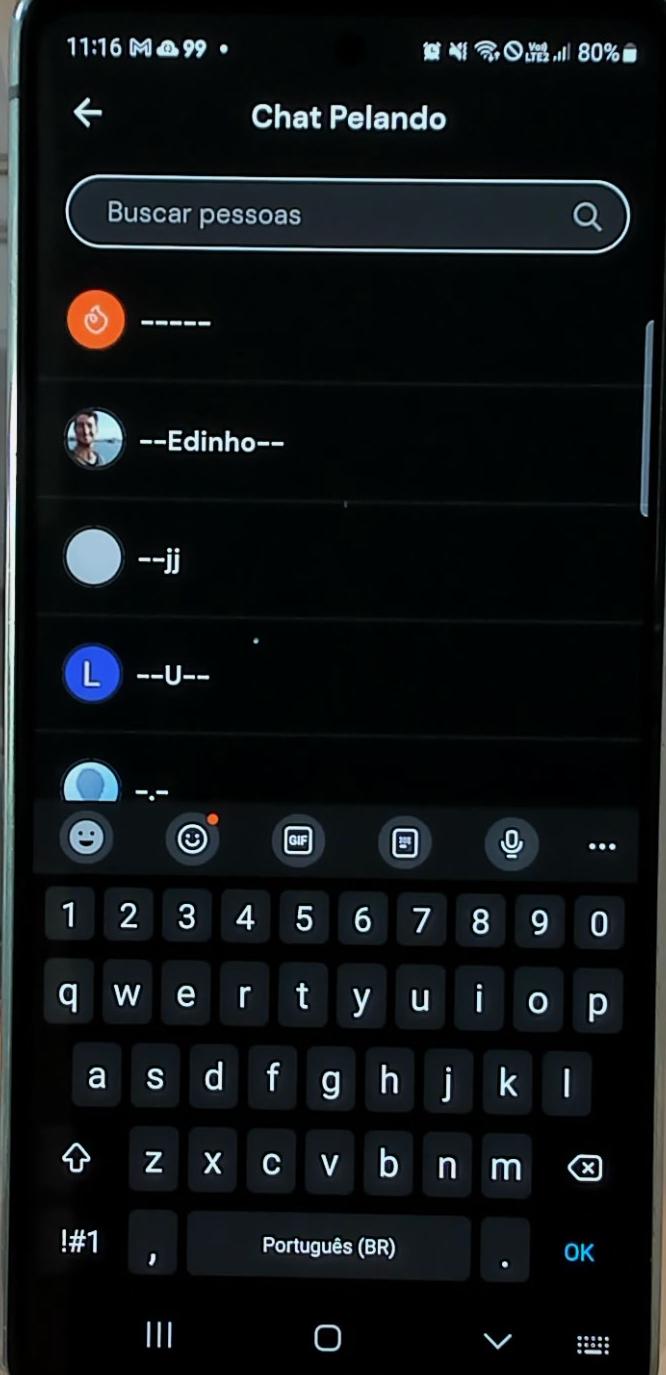 11:16 99
VoLTE2 80%
Chat Pelando
Buscar pessoas
-----
--Edinho--
--jj
L --U--
-.-
GIF
1 2 3 4 5 6 7 8 9 0
q w e r t y u i o p
a s d f g h j k l
z x c v b n m
!#1 , Português (BR) . OK